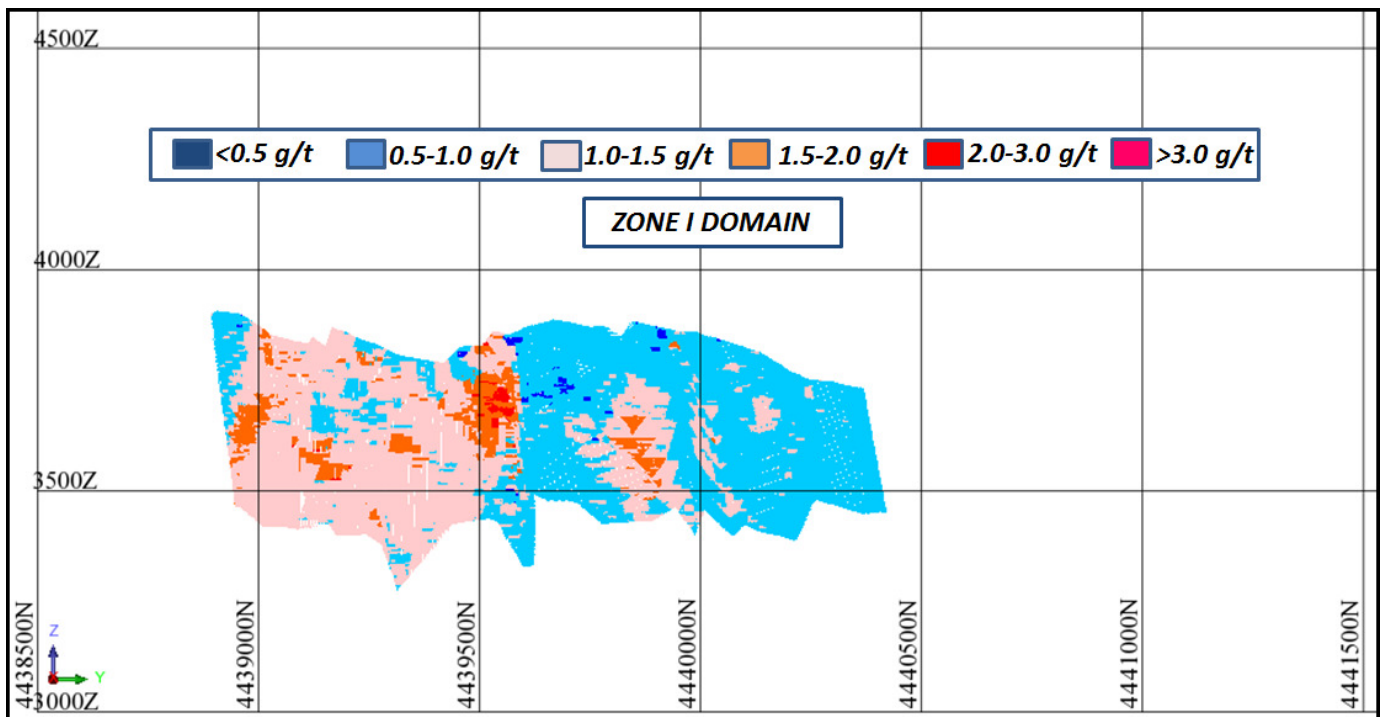 4500Z
<0.5 g/t 0.5-1.0 g/t 1.0-1.5 g/t 1.5-2.0 g/t 2.0-3.0 g/t >3.0 g/t
ZONE I DOMAIN
4000Z
3500Z
4438500N 4439000N 4439500N 4440000N 4440500N 4441000N 4441500N
Z
Y
3000Z